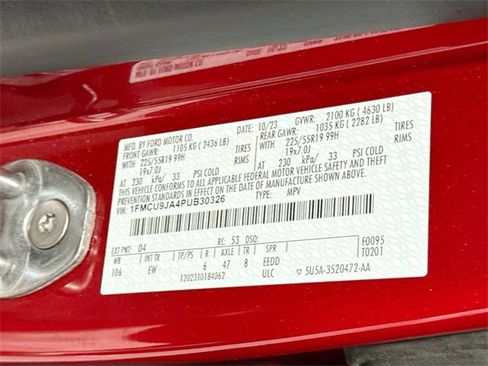 MFD. BY FORD MOTOR CO.
10/23 GVWR: 2100 KG (4630 LB)
FRONT GAWR: 1105 KG (2436 LB) REAR GAWR: 1035 KG (2282 LB)
WITH 225/55R19 99H TIRES WITH 225/55R19 99H TIRES
19x7.0J RIMS 19x7.0J RIMS
AT 230 kPa/ 33 PSI COLD AT 230 kPa/ 33 PSI COLD
THIS VEHICLE CONFORMS TO ALL APPLICABLE FEDERAL MOTOR VEHICLE SAFETY AND BUMPER
STANDARDS IN EFFECT ON THE DATE OF MANUFACTURE SHOWN ABOVE.
VIN: 1FMCU9JA4PUB30326 TYPE: MPV
F0095
T0201
EXT PNT: D4 RC: 53 DSO:
WB INT TR TP/PS R AXLE TR SPR
106 EW 6 47 8 EEDD
1202310184062 ULC ▽5U5A-3520472-AA